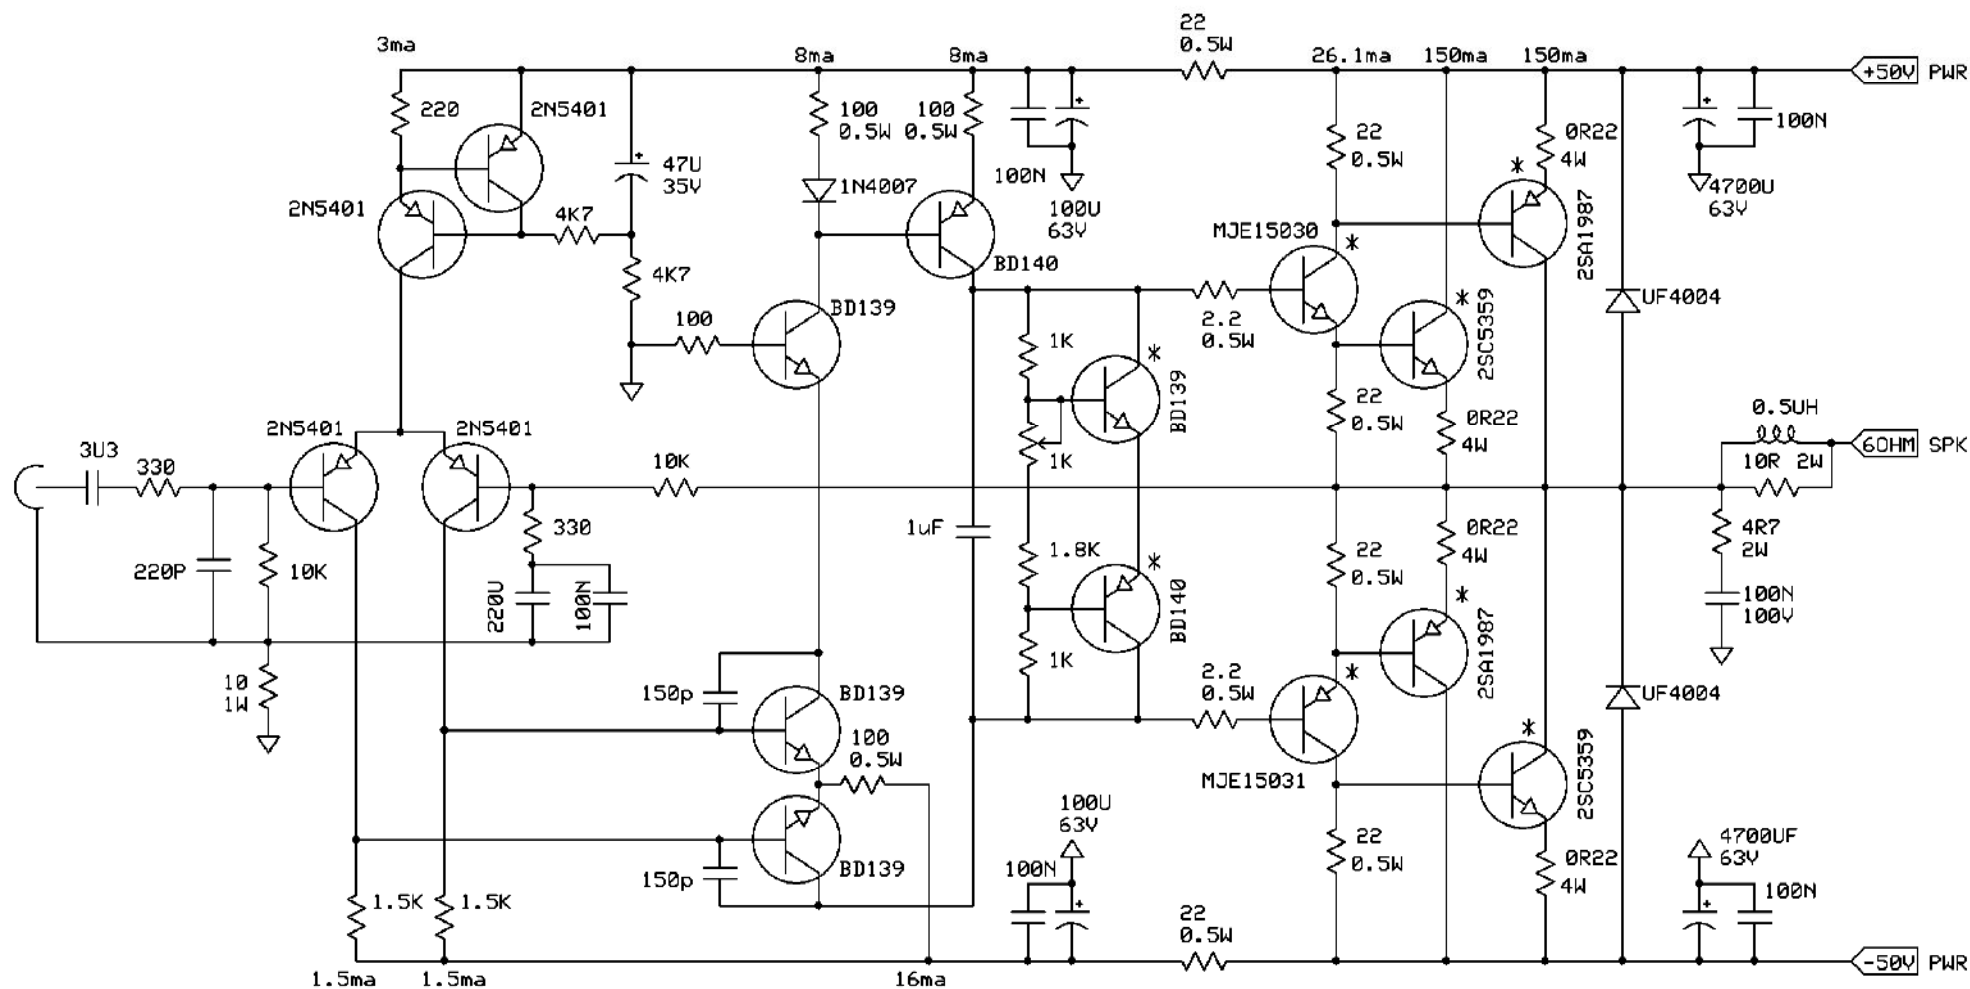 22
0.5W
3ma
8ma
8ma
26.1ma
150ma
150ma
+50V
PWR
220
2N5401
100
0.5W
100
0.5W
22
0.5W
0R22
4W
100N
47U
35V
1N4007
100N
4700U
63V
2N5401
4K7
100U
63V
MJE15030
*
*
2SA1987
BD140
4K7
BD139
UF4004
100
2.2
0.5W
*
2SC5359
1K
*
BD139
22
0.5W
0R22
4W
0.5UH
2N5401
2N5401
3U3
330
10K
1K
10R 2W
6OHM
SPK
330
1uF
0R22
4W
4R7
2W
220P
10K
220U
100N
1.8K
*
BD140
22
0.5W
*
2SA1987
100N
100V
10
1W
1K
2.2
0.5W
*
150p
BD139
UF4004
100
0.5W
MJE15031
*
2SC5359
100U
63V
4700UF
63V
150p
BD139
100N
22
0.5W
0R22
4W
100N
1.5K
1.5K
22
0.5W
-50V
PWR
1.5ma
1.5ma
16ma